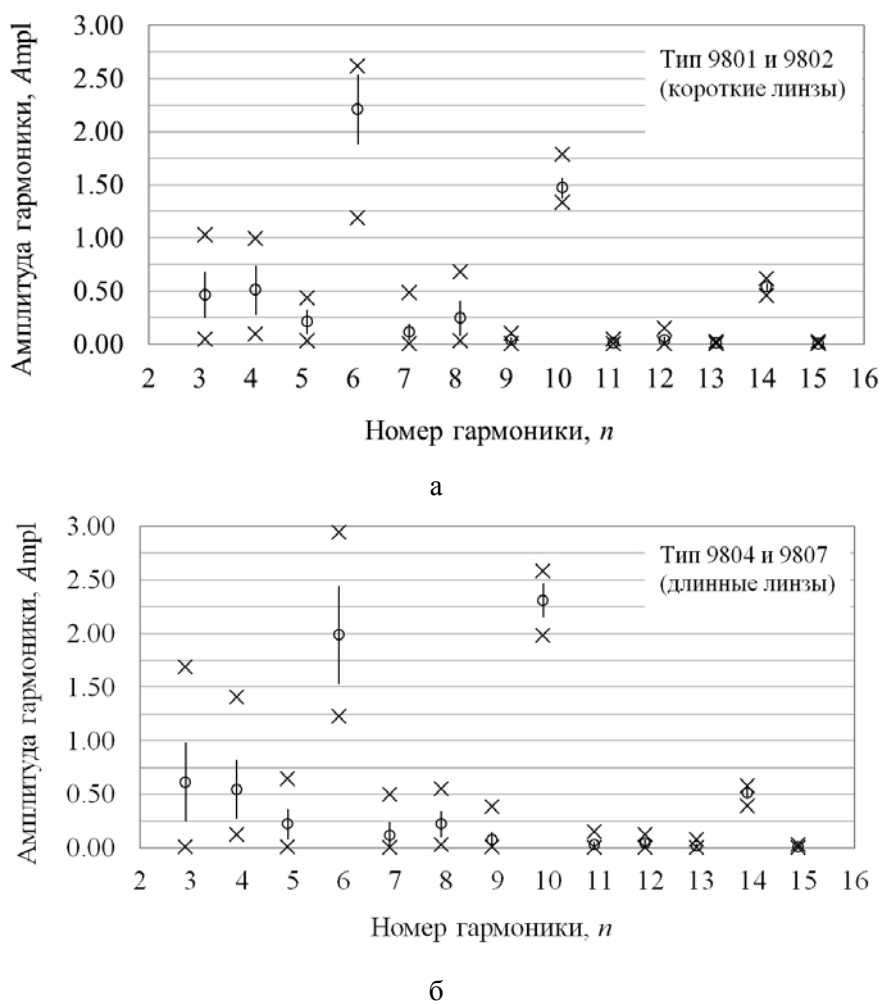 3.00
2.50
2.00
1.50
1.00
0.50
0.00
Амплитуда гармоники, Ampl
Тип 9801 и 9802
(короткие линзы)
2 3 4 5 6 7 8 9 10 11 12 13 14 15 16
Номер гармоники, n
а
3.00
2.50
2.00
1.50
1.00
0.50
0.00
Амплитуда гармоники, Ampl
Тип 9804 и 9807
(длинные линзы)
2 3 4 5 6 7 8 9 10 11 12 13 14 15 16
Номер гармоники, n
б